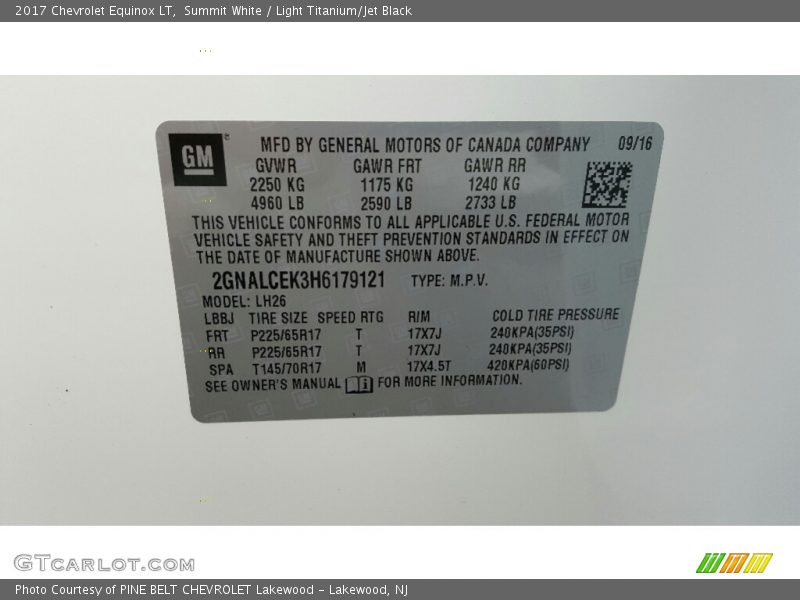 2017 Chevrolet Equinox LT, Summit White / Light Titanium/Jet Black
GM
MFD BY GENERAL MOTORS OF CANADA COMPANY 09/16
GVWR GAWR FRT GAWR RR
2250 KG 1175 KG 1240 KG
4960 LB 2590 LB 2733 LB
THIS VEHICLE CONFORMS TO ALL APPLICABLE U.S. FEDERAL MOTOR
VEHICLE SAFETY AND THEFT PREVENTION STANDARDS IN EFFECT ON
THE DATE OF MANUFACTURE SHOWN ABOVE.
2GNALCEK3H6179121 TYPE: M.P.V.
MODEL: LH26
LBBJ TIRE SIZE SPEED RTG RIM COLD TIRE PRESSURE
FRT P225/65R17 T 17X7J 240KPA(35PSI)
RR P225/65R17 T 17X7J 240KPA(35PSI)
SPA T145/70R17 M 17X4.5T 420KPA(60PSI)
SEE OWNER'S MANUAL FOR MORE INFORMATION.
GTCARLOT.COM
Photo Courtesy of PINE BELT CHEVROLET Lakewood - Lakewood, NJ